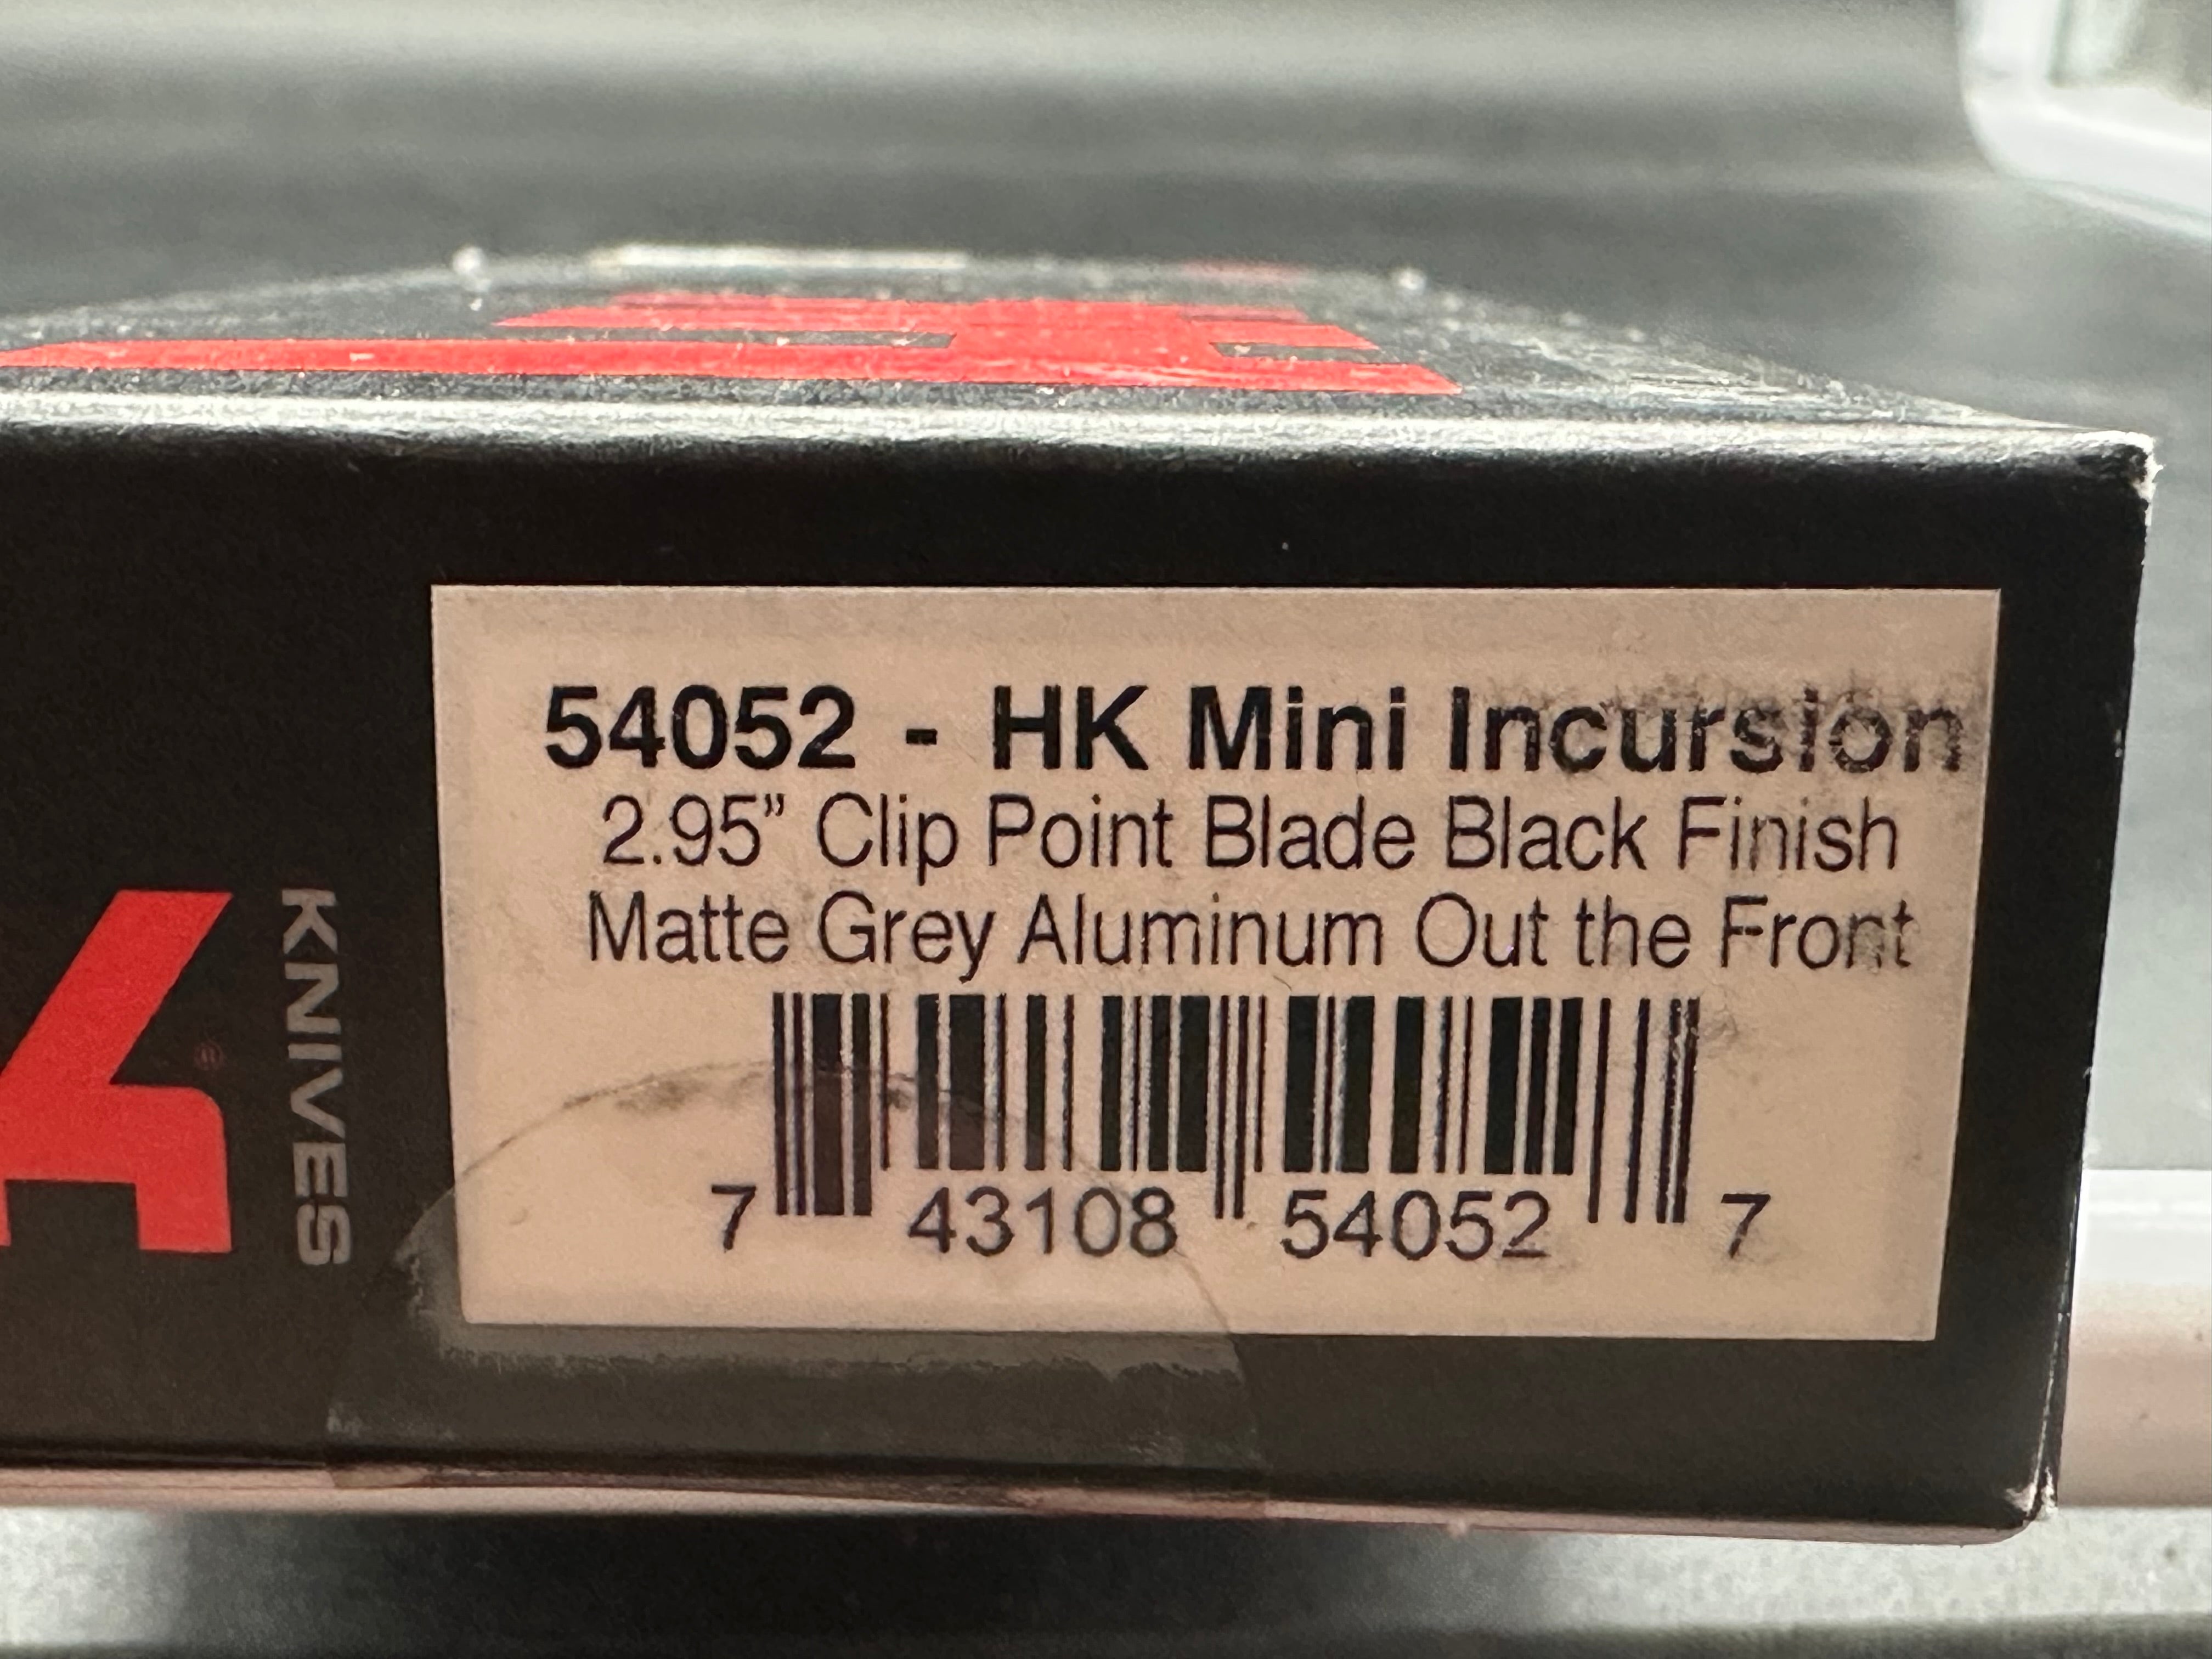 54052 - HK Mini Incursion
2.95” Clip Point Blade Black Finish
Matte Grey Aluminum Out the Front
7 43108 54052 7
KNIVES
®